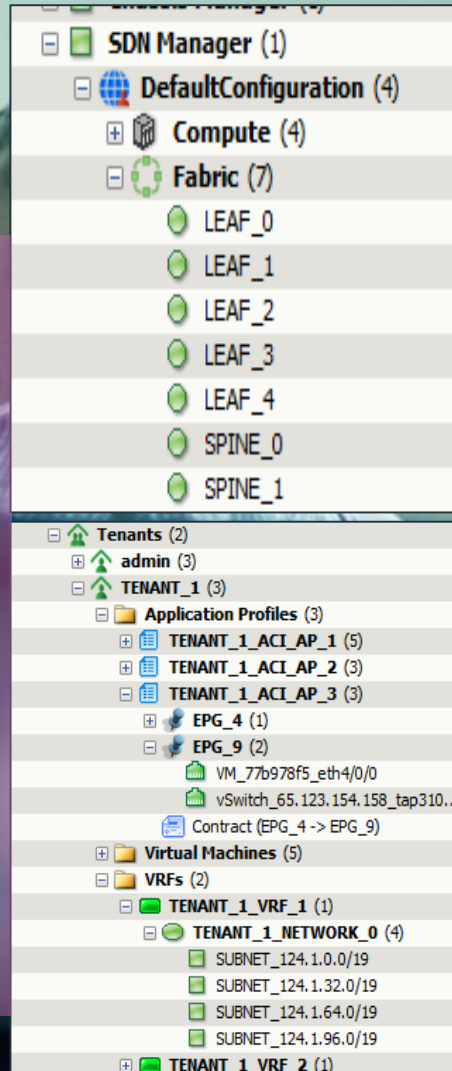 SDN Manager (1)
DefaultConfiguration (4)
Compute (4)
Fabric (7)
LEAF_0
LEAF_1
LEAF_2
LEAF_3
LEAF_4
SPINE_0
SPINE_1
Tenants (2)
admin (3)
TENANT_1 (3)
Application Profiles (3)
TENANT_1_ACI_AP_1 (5)
TENANT_1_ACI_AP_2 (3)
TENANT_1_ACI_AP_3 (3)
EPG_4 (1)
EPG_9 (2)
VM_77b978f5_eth4/0/0
vSwitch_65.123.154.158_tap310..
Contract (EPG_4 -> EPG_9)
Virtual Machines (5)
VRFs (2)
TENANT_1_VRF_1 (1)
TENANT_1_NETWORK_0 (4)
SUBNET_124.1.0.0/19
SUBNET_124.1.32.0/19
SUBNET_124.1.64.0/19
SUBNET_124.1.96.0/19
TENANT_1_VRF_2 (1)